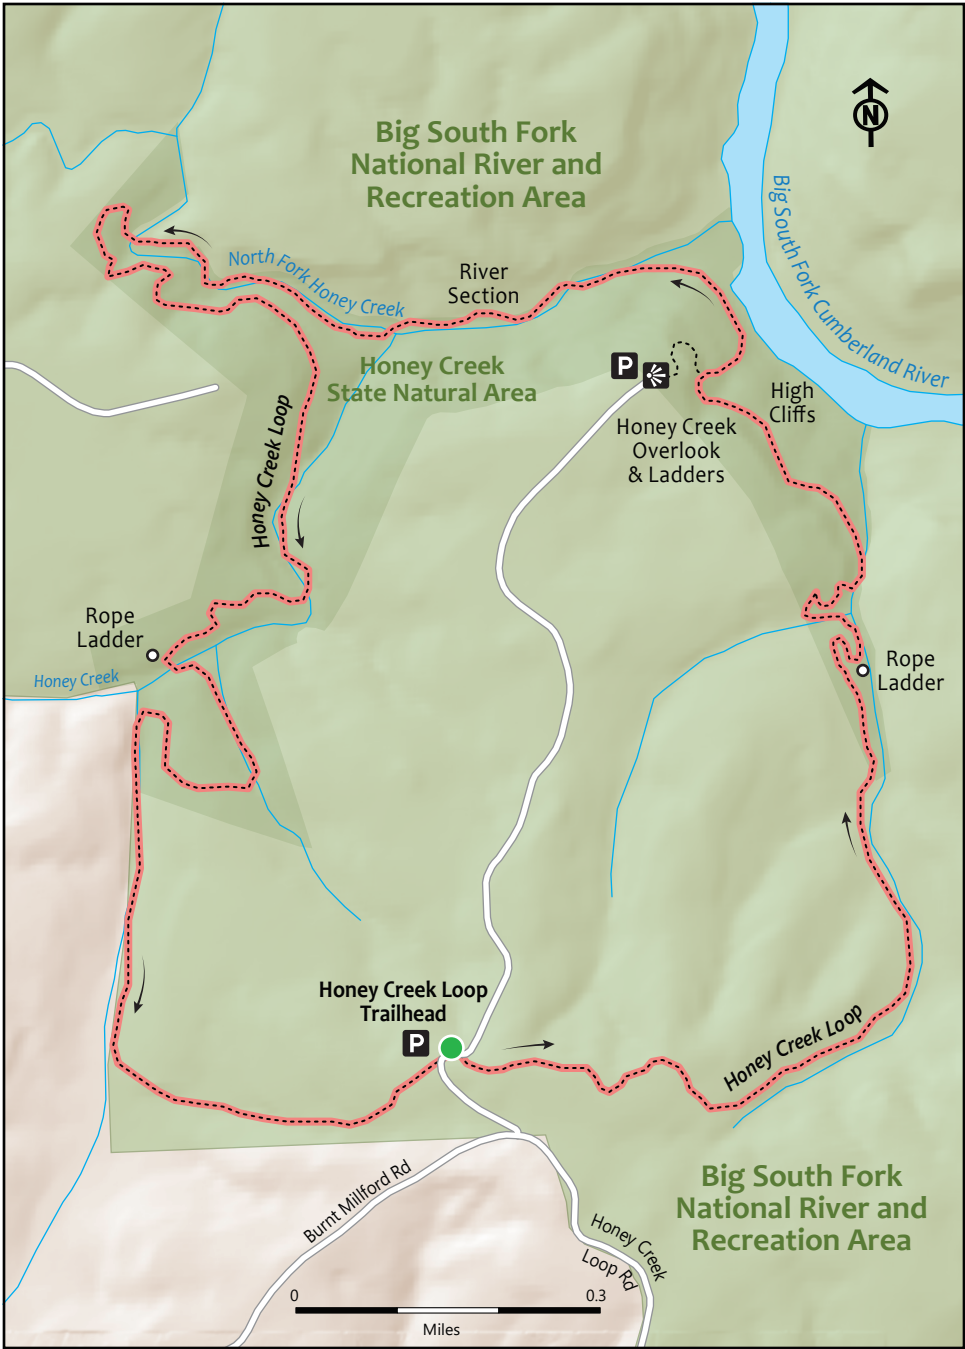 Big South Fork
National River and
Recreation Area
N
Big South Fork Cumberland River
North Fork Honey Creek
River
Section
Honey Creek
State Natural Area
P
High
Cliffs
Honey Creek
Overlook
& Ladders
Honey Creek Loop
Rope
Ladder
Honey Creek
Rope
Ladder
Honey Creek Loop
Trailhead
P
Honey Creek Loop
Burnt Millford Rd
Honey Creek
Loop Rd
Big South Fork
National River and
Recreation Area
0 0.3
Miles